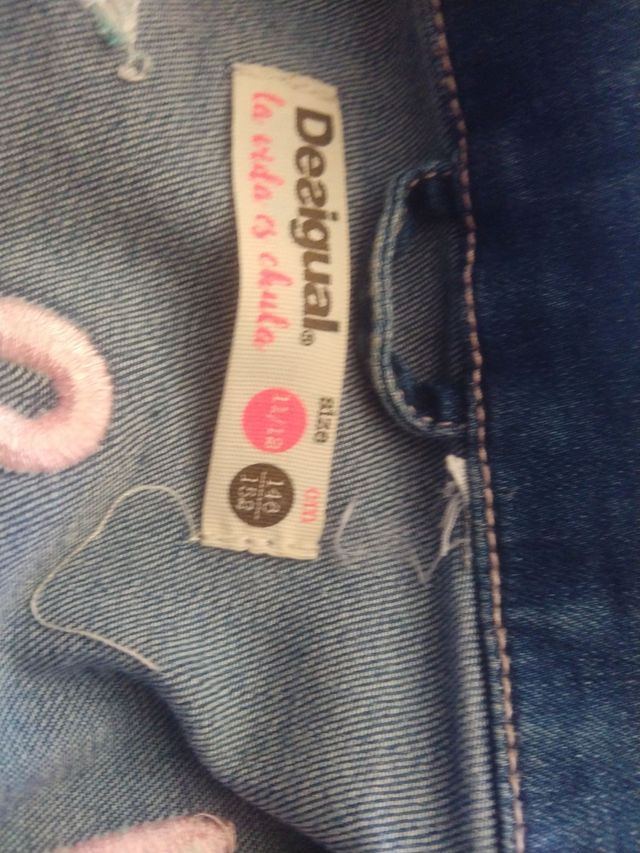 Desigual®
la vida es chula
size
11/12
cm
146
152